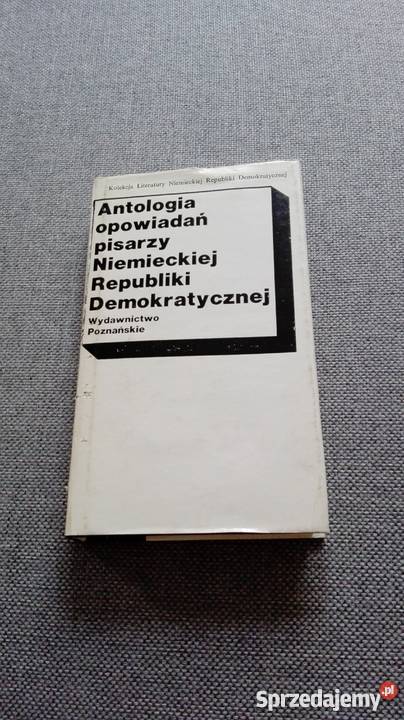 Kolekcja Literatury Niemieckiej Republiki Demokratycznej
Antologia
opowiadań
pisarzy
Niemieckiej
Republiki
Demokratycznej
Wydawnictwo
Poznańskie
Sprzedajemy.pl